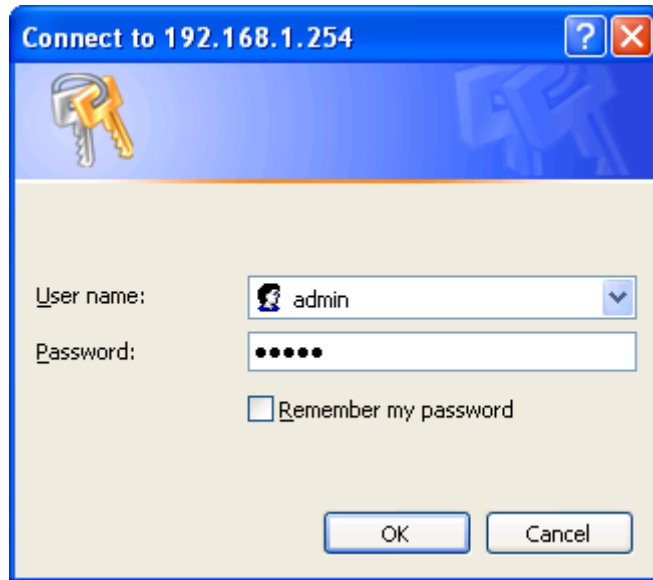 Connect to 192.168.1.254
User name:
admin
Password:
•••••
Remember my password
OK
Cancel